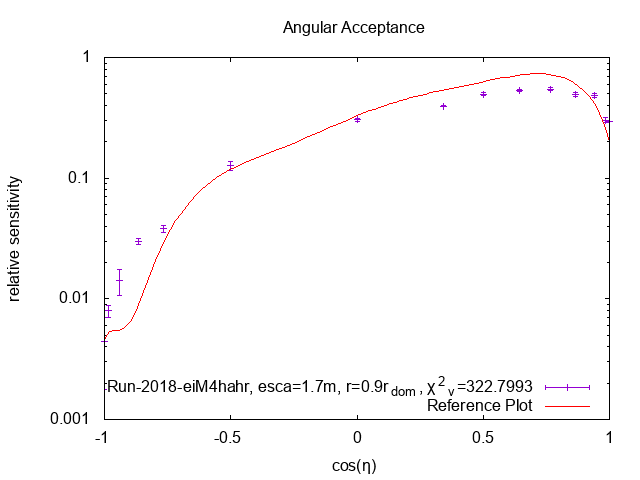 Angular Acceptance
1
0.1
0.01
0.001
relative sensitivity
Run-2018-eiM4hahr, esca=1.7m, r=0.9r_dom, χ²_ν=322.7993
Reference Plot
-1 -0.5 0 0.5 1
cos(η)